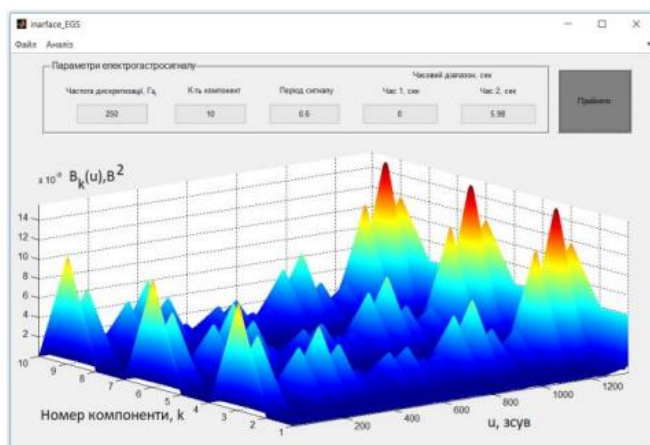 inarface_EGS
Файл Аналіз
Параметри електрогастросигналу
Часовий діапазон, сек
Частота дискретизації, Гц К-ть компонент Період сигналу Час 1, сек Час 2, сек
250 10 0.6 0 5.98
Прийняти
x 10⁻⁹ B_k(u),B²
14
12
10
8
6
4
2
10 9 8 7 6 5 4 3 2 1
200 400 600 800 1000 1200
Номер компоненти, k
u, зсув